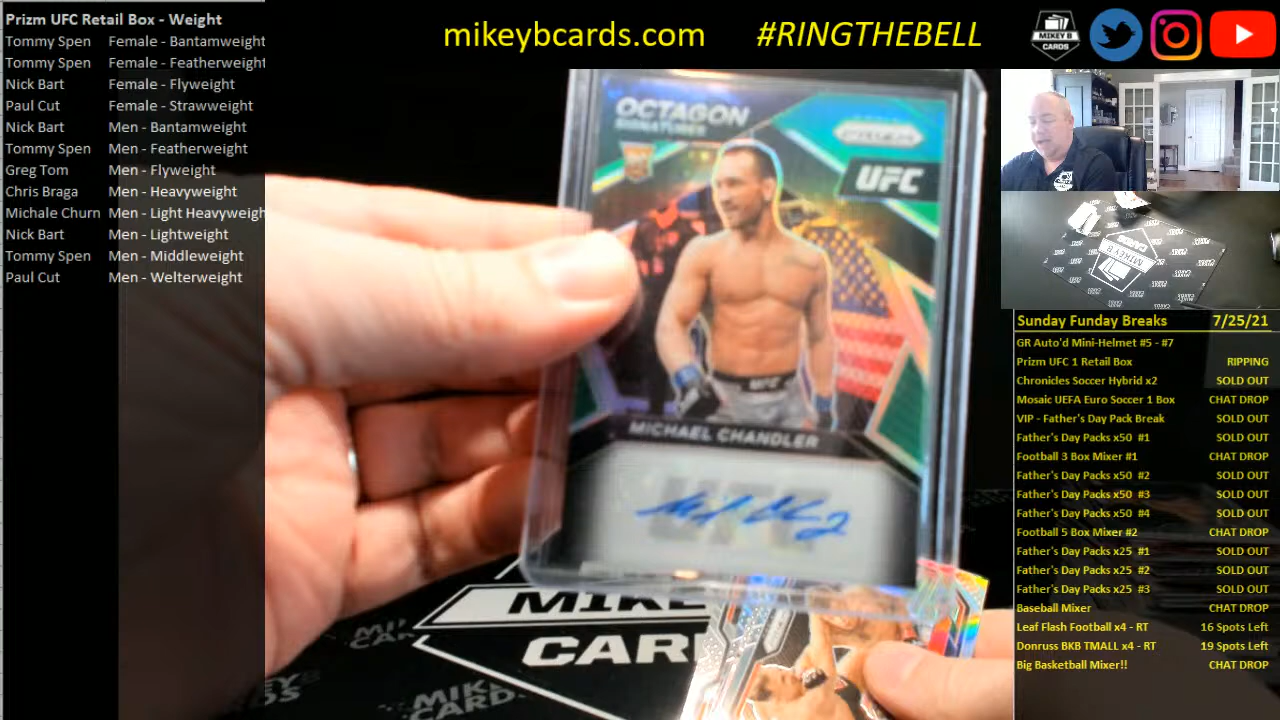 Prizm UFC Retail Box - Weight
Tommy Spen Female - Bantamweight
Tommy Spen Female - Featherweight
Nick Bart Female - Flyweight
Paul Cut Female - Strawweight
Nick Bart Men - Bantamweight
Tommy Spen Men - Featherweight
Greg Tom Men - Flyweight
Chris Braga Men - Heavyweight
Michale Churn Men - Light Heavyweigh
Nick Bart Men - Lightweight
Tommy Spen Men - Middleweight
Paul Cut Men - Welterweight
mikeybcards.com #RINGTHEBELL
MIKEY B
CARDS
OCTAGON
SIGNATURES
PRIZM
UFC
RC
UFC
MICHAEL CHANDLER
MIKE
CAR
MIKEY B
CARDS
Sunday Funday Breaks 7/25/21
GR Auto'd Mini-Helmet #5 - #7
Prizm UFC 1 Retail Box RIPPING
Chronicles Soccer Hybrid x2 SOLD OUT
Mosaic UEFA Euro Soccer 1 Box CHAT DROP
VIP - Father's Day Pack Break SOLD OUT
Father's Day Packs x50 #1 SOLD OUT
Football 3 Box Mixer #1 CHAT DROP
Father's Day Packs x50 #2 SOLD OUT
Father's Day Packs x50 #3 SOLD OUT
Father's Day Packs x50 #4 SOLD OUT
Football 5 Box Mixer #2 CHAT DROP
Father's Day Packs x25 #1 SOLD OUT
Father's Day Packs x25 #2 SOLD OUT
Father's Day Packs x25 #3 SOLD OUT
Baseball Mixer CHAT DROP
Leaf Flash Football x4 - RT 16 Spots Left
Donruss BKB TMALL x4 - RT 19 Spots Left
Big Basketball Mixer!! CHAT DROP